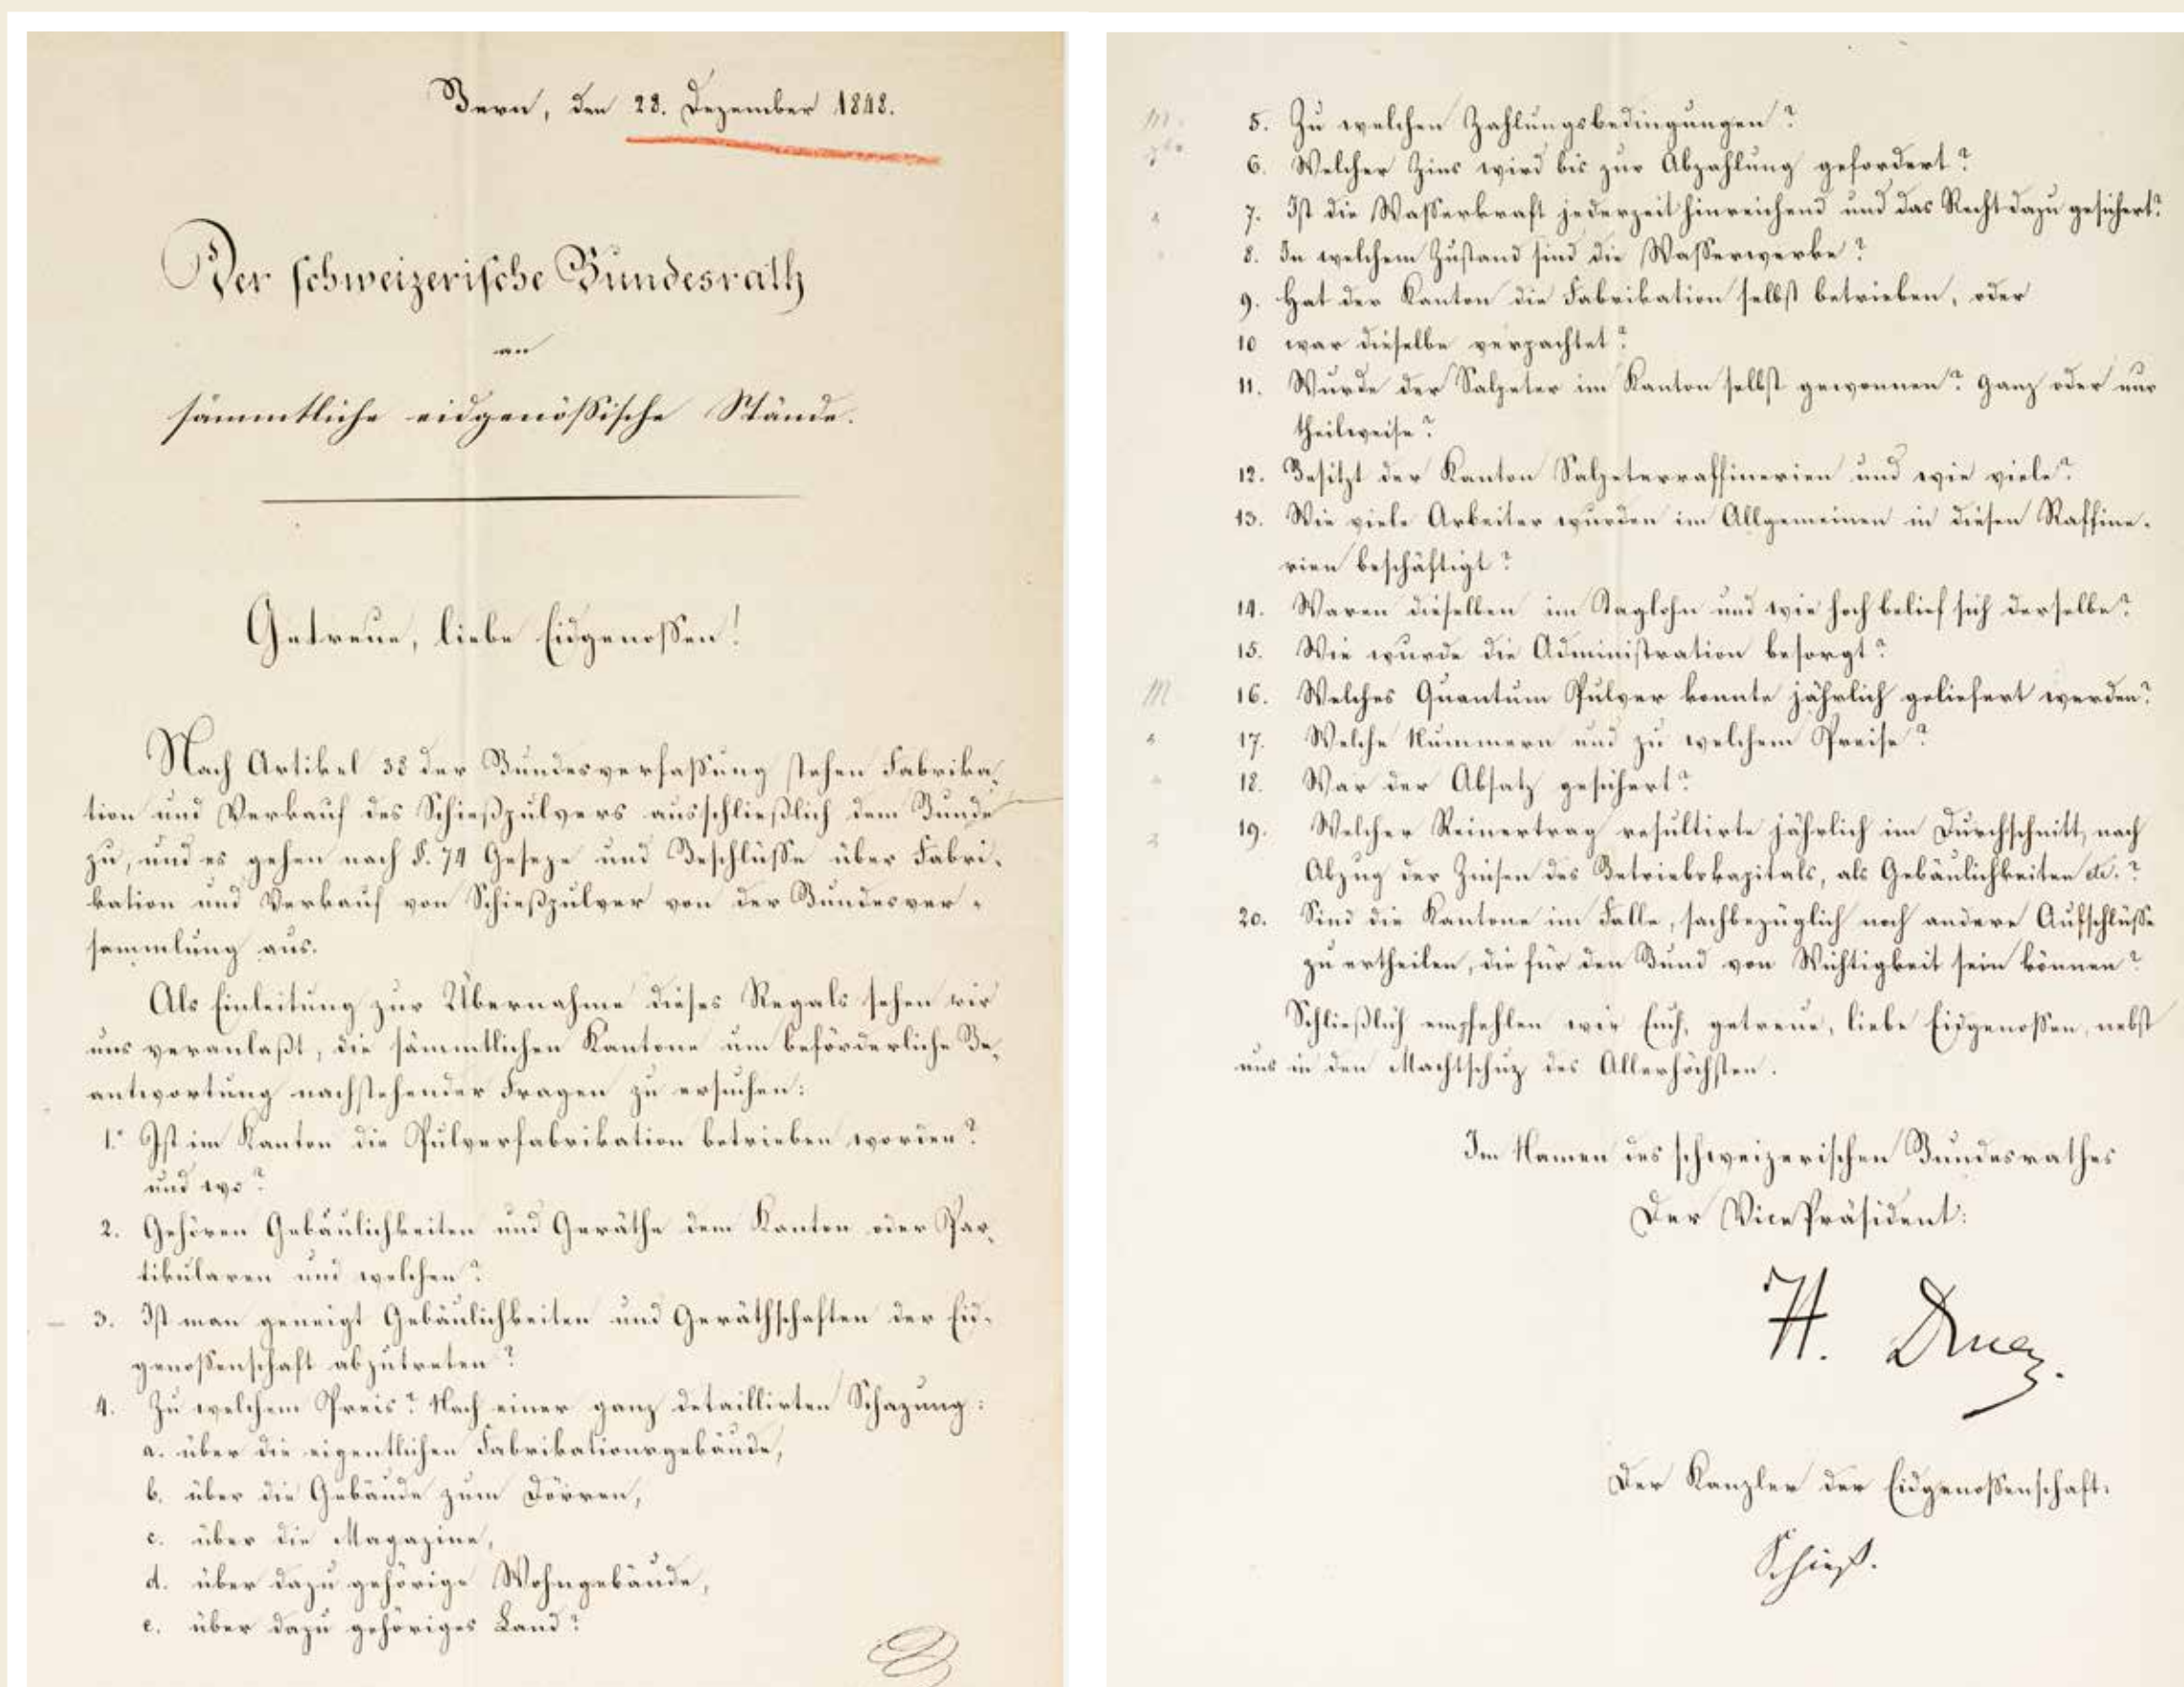 Bern, den 28. Dezember 1848.
Der schweizerische Bundesrath
an
sämmtliche eidgenössische Stände.
Getreue, liebe Eidgenossen!
Nach Artikel 38 der Bundesverfaßung stehen Fabrika-
tion und Verkauf des Schießpulvers ausschließlich dem Bunde
zu, und es gehen nach §. 74 Geseze und Beschlüsse über Fabri-
kation und Verkauf von Schießpulver von der Bundesver-
sammlung aus.
Als Einleitung zur Übernahme dieses Regals sehen wir
uns veranlaßt, die sämmtlichen Kantone um beförderliche Be-
antwortung nachstehender Fragen zu ersuchen:
1. Ist im Kanton die Pulverfabrikation betrieben worden?
und wo?
2. Gehören Gebäulichkeiten und Geräthe dem Kanton oder Par-
tikularen und welchen?
3. Ist man geneigt Gebäulichkeiten und Geräthschaften der Eid-
genossenschaft abzutreten?
4. Zu welchem Preis? Nach einer ganz detaillirten Schazung:
a. über die eigentlichen Fabrikationsgebäude,
b. über die Gebäude zum Dörren,
c. über die Magazine,
d. über dazu gehörige Wohngebäude,
e. über dazu gehöriges Land?
5. Zu welchen Zahlungsbedingungen?
6. Welcher Zins wird bis zur Abzahlung gefordert?
7. Ist die Wasserkraft jederzeit hinreichend und das Recht dazu gesichert?
8. In welchem Zustand sind die Wasserwerke?
9. Hat der Kanton die Fabrikation selbst betrieben, oder
10 war dieselbe verpachtet?
11. Wurde der Salpeter im Kanton selbst gewonnen? Ganz oder nur
theilweise?
12. Besitzt der Kanton Salpeterraffinerien und wie viele?
13. Wie viele Arbeiter wurden im Allgemeinen in diesen Raffine-
rien beschäftigt?
14. Waren dieselben im Taglohn und wie hoch belief sich derselbe?
15. Wie wurde die Administration besorgt?
16. Welches Quantum Pulver konnte jährlich geliefert werden?
17. Welche Nummern und zu welchem Preise?
18. War der Absatz gesichert?
19. Welcher Reinertrag resultirte jährlich im Durchschnitt, nach
Abzug der Zinsen des Betriebskapitals, als Gebäulichkeiten etc.?
20. Sind die Kantone im Falle, sachbezüglich noch andere Aufschlüsse
zu ertheilen, die für den Bund von Wichtigkeit sein können?
Schließlich empfehlen wir Euch, getreue, liebe Eidgenossen, nebst
uns in den Machtschuz des Allerhöchsten.
Im Namen des schweizerischen Bundesrathes
Der VicePräsident:
H. Druey.
Der Kanzler der Eidgenossenschaft:
Schieß.